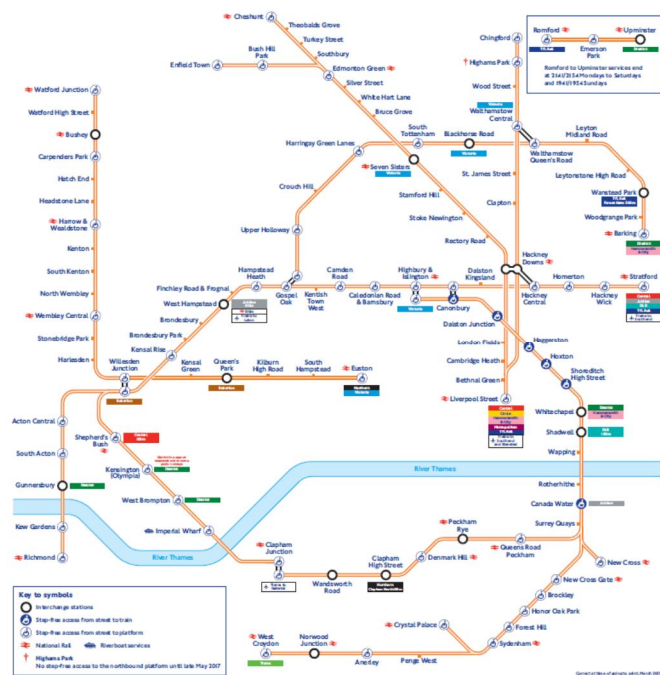 Cheshunt
Theobalds Grove
Turkey Street
Southbury
Bush Hill
Park
Enfield Town
Edmonton Green
Silver Street
White Hart Lane
Bruce Grove
Chingford
Highams Park
Wood Street
Walthamstow
Central
Romford
Upminster
Emerson
Park
Romford to Upminster services end
Watford Junction
Watford High Street
Bushey
Carpenders Park
Hatch End
Headstone Lane
Harrow &
Wealdstone
Kenton
South Kenton
North Wembley
Wembley Central
Stonebridge Park
Harlesden
Willesden
Junction
Harringay Green Lanes
South
Tottenham
Blackhorse Road
Seven Sisters
Walthamstow
Queen's Road
Leyton
Midland Road
Leytonstone High Road
Wanstead Park
Woodgrange Park
Barking
Crouch Hill
Upper Holloway
Stamford Hill
Stoke Newington
Rectory Road
St. James Street
Clapton
Hackney
Downs
Finchley Road & Frognal
Hampstead
Heath
Gospel
Oak
Kentish
Town
West
Camden
Road
Caledonian Road
& Barnsbury
Highbury &
Islington
Canonbury
Dalston
Kingsland
Hackney
Central
Homerton
Hackney
Wick
Stratford
West Hampstead
Brondesbury
Brondesbury Park
Kensal Rise
Kensal
Green
Queen's
Park
Kilburn
High Road
South
Hampstead
Euston
Dalston Junction
London Fields
Cambridge Heath
Bethnal Green
Liverpool Street
Haggerston
Hoxton
Shoreditch
High Street
Whitechapel
Shadwell
Wapping
Rotherhithe
Canada Water
Surrey Quays
Acton Central
South Acton
Gunnersbury
Kew Gardens
Richmond
Shepherd's
Bush
Kensington
(Olympia)
West Brompton
Imperial Wharf
River Thames
River Thames
Clapham
Junction
Wandsworth
Road
Clapham
High Street
Denmark Hill
Peckham
Rye
Queens Road
Peckham
New Cross
New Cross Gate
Brockley
Honor Oak Park
Forest Hill
Sydenham
Crystal Palace
Penge West
Anerley
Norwood
Junction
West
Croydon
Key to symbols
Interchange stations
Step-free access from street to train
Step-free access from street to platform
National Rail
Riverboat services
Highams Park
No step-free access to the northbound platform until late May 2017